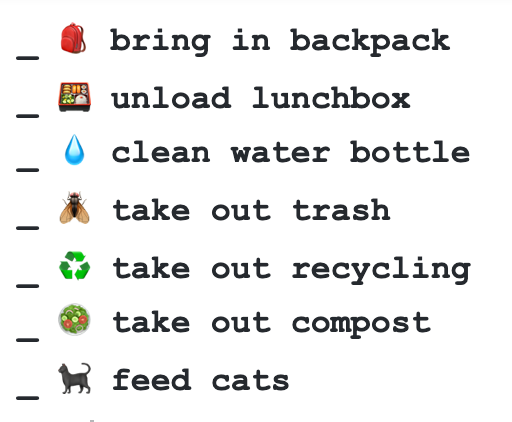 _ 🎒 bring in backpack
_ 🍱 unload lunchbox
_ 💧 clean water bottle
_ 🪰 take out trash
_ ♻️ take out recycling
_ 🥗 take out compost
_ 🐈‍⬛ feed cats